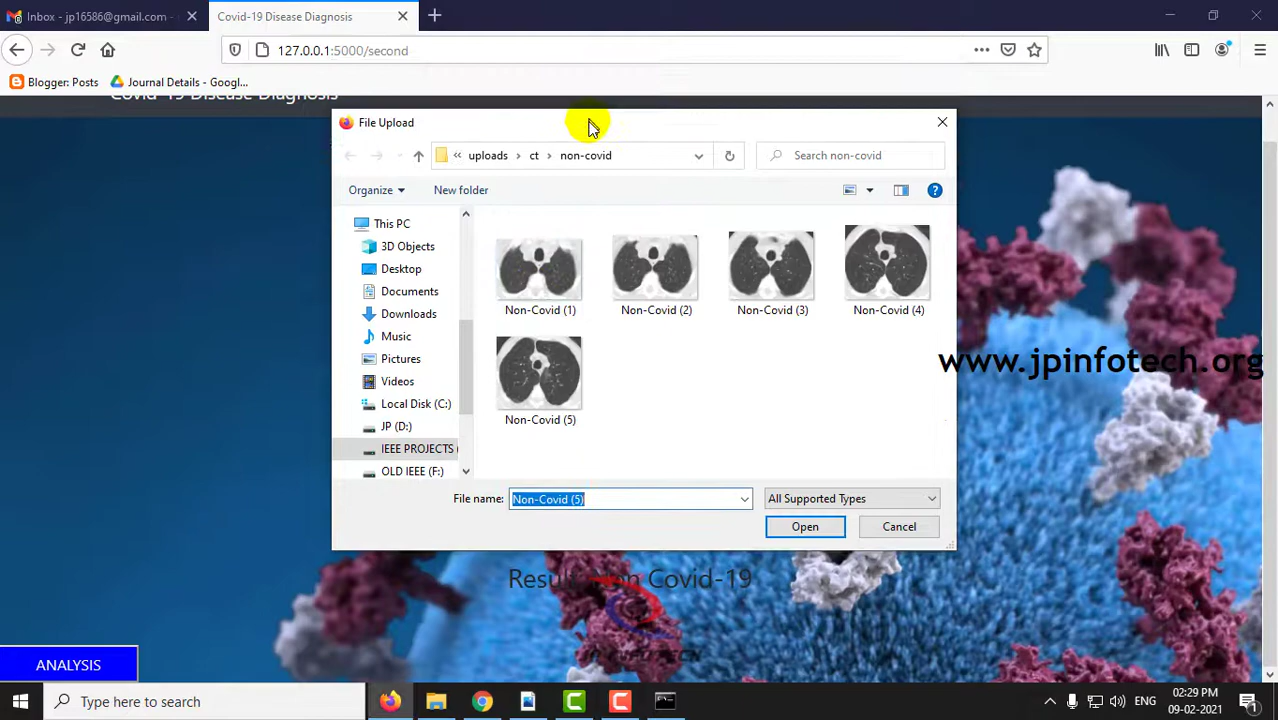 Inbox - jp16586@gmail.com -
Covid-19 Disease Diagnosis
127.0.0.1:5000/second
Blogger: Posts
Journal Details - Googl...
Covid-19 Disease Diagnosis
File Upload
uploads > ct > non-covid
Search non-covid
Organize
New folder
This PC
3D Objects
Desktop
Documents
Downloads
Music
Pictures
Videos
Local Disk (C:)
JP (D:)
IEEE PROJECTS (
OLD IEEE (F:)
Non-Covid (1)
Non-Covid (2)
Non-Covid (3)
Non-Covid (4)
Non-Covid (5)
www.jpinfotech.org
File name:
Non-Covid (5)
All Supported Types
Open
Cancel
Result: Non Covid-19
JP INFOTECH
ANALYSIS
Type here to search
ENG
02:29 PM
09-02-2021
1